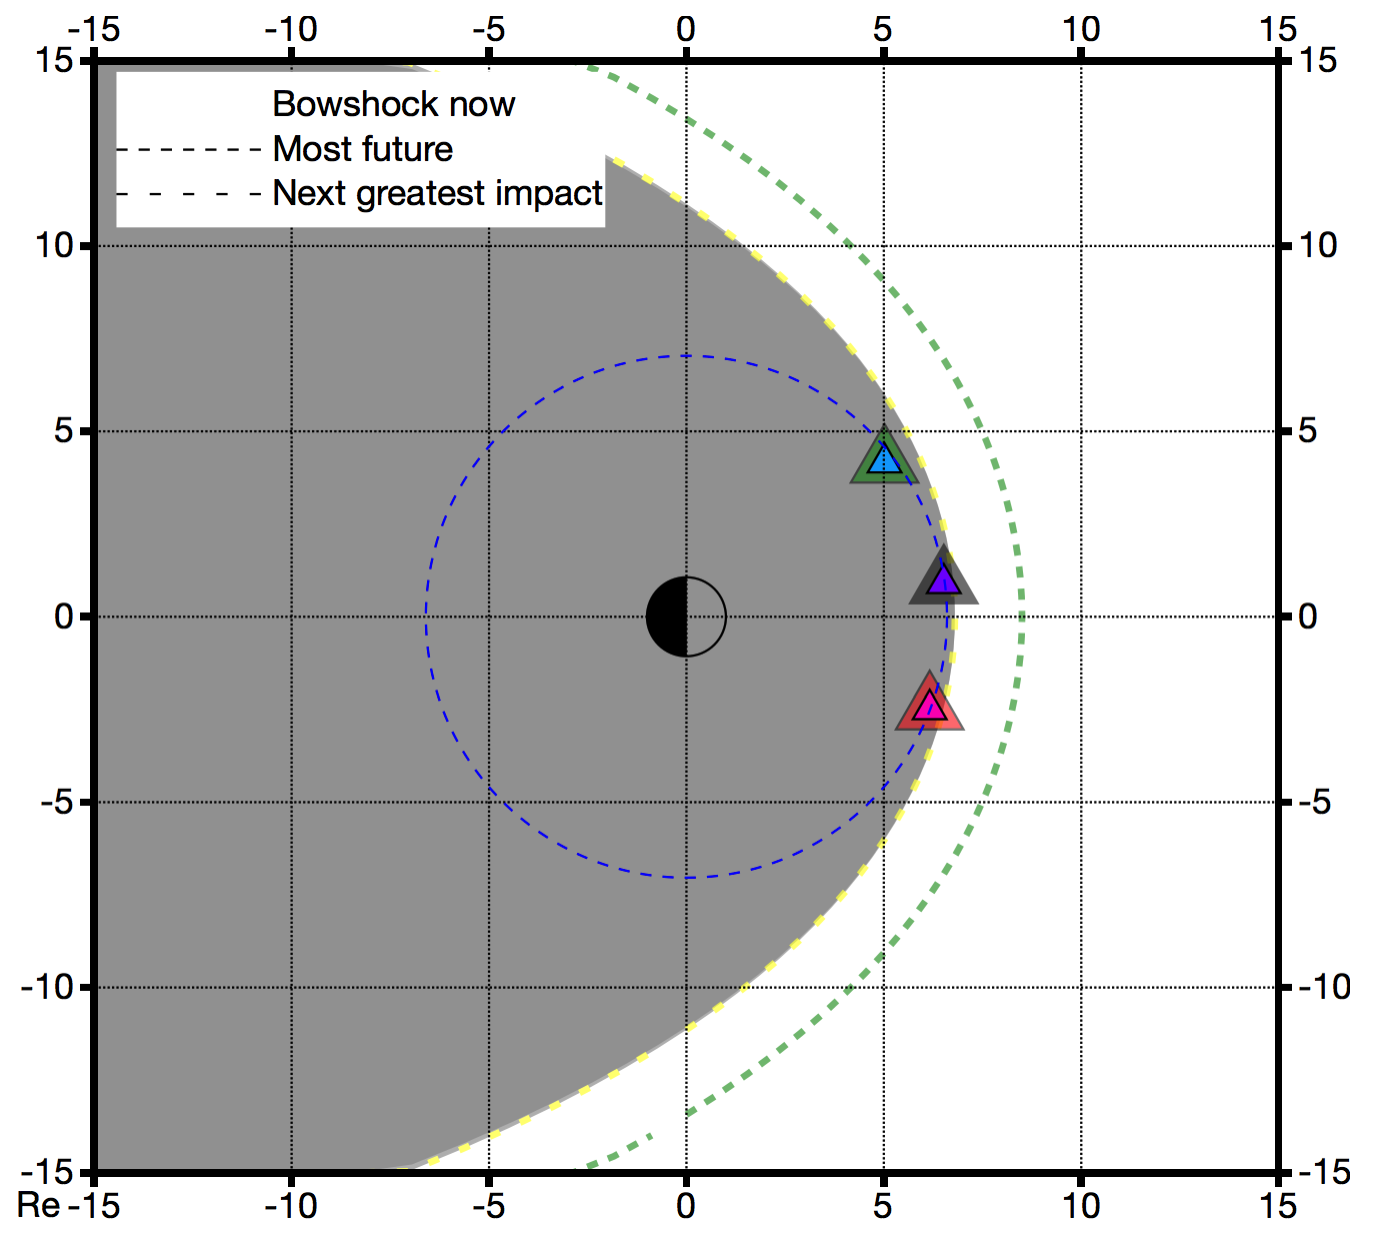 -15 -10 -5 0 5 10 15
15 15
Bowshock now
Most future
Next greatest impact
10 10
5 5
0 0
-5 -5
-10 -10
-15 -15
Re -15 -10 -5 0 5 10 15